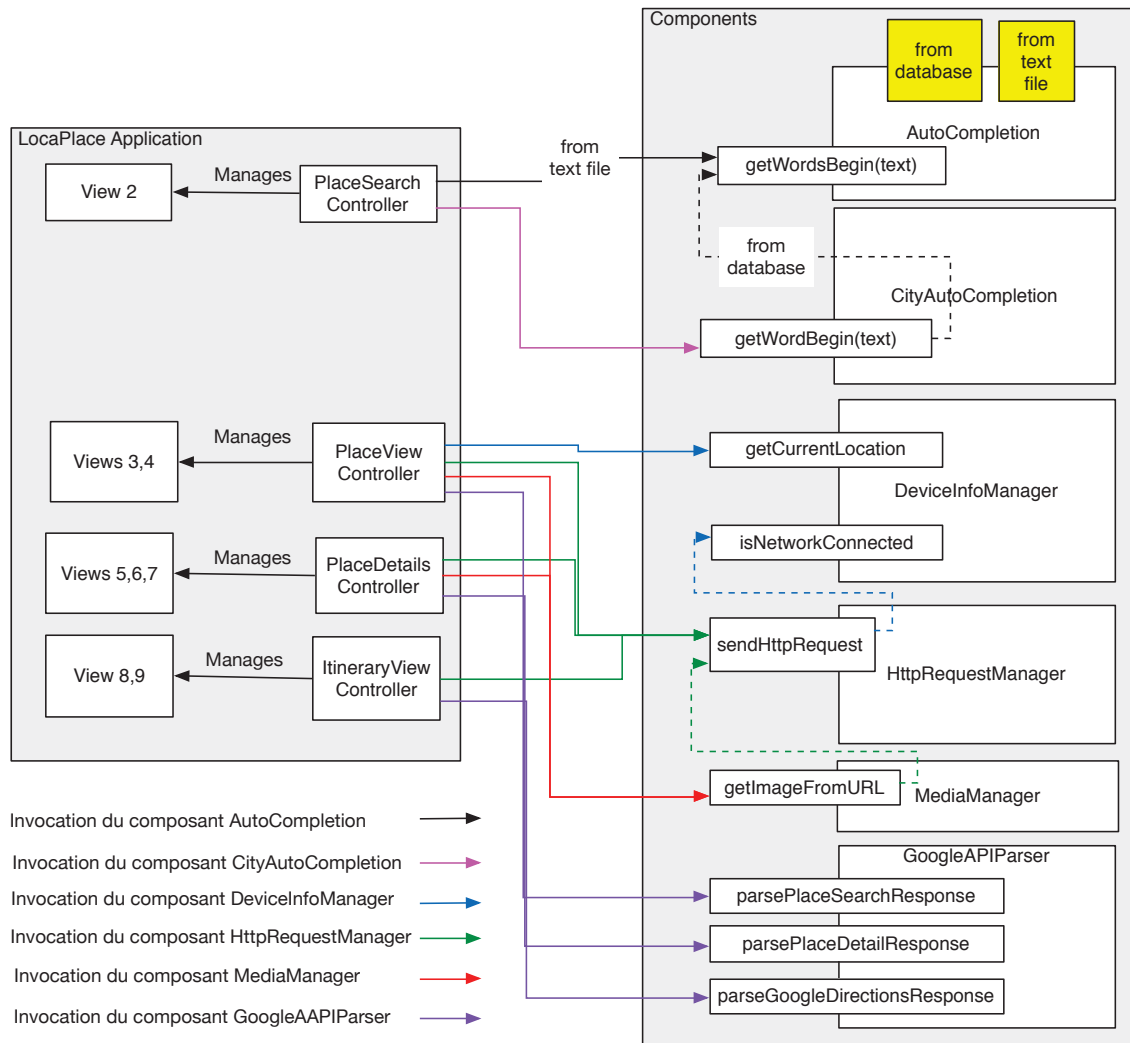 Components
from
database
from
text
file
AutoCompletion
getWordsBegin(text)
from
text file
LocaPlace Application
Manages
View 2
PlaceSearch
Controller
from
database
CityAutoCompletion
getWordBegin(text)
Manages
Views 3,4
PlaceView
Controller
getCurrentLocation
DeviceInfoManager
isNetworkConnected
Manages
Views 5,6,7
PlaceDetails
Controller
sendHttpRequest
HttpRequestManager
Manages
View 8,9
ItineraryView
Controller
getImageFromURL
MediaManager
GoogleAPIParser
parsePlaceSearchResponse
parsePlaceDetailResponse
parseGoogleDirectionsResponse
Invocation du composant AutoCompletion
Invocation du composant CityAutoCompletion
Invocation du composant DeviceInfoManager
Invocation du composant HttpRequestManager
Invocation du composant MediaManager
Invocation du composant GoogleAAPIParser